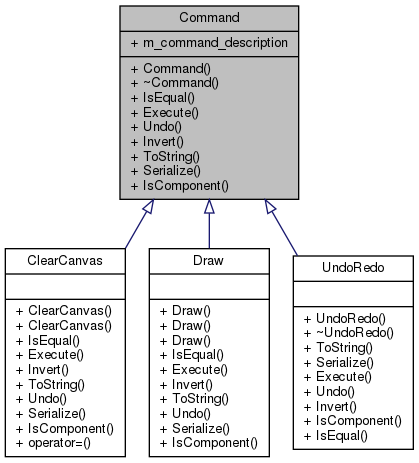 Command
+ m_command_description
+ Command()
+ ~Command()
+ IsEqual()
+ Execute()
+ Undo()
+ Invert()
+ ToString()
+ Serialize()
+ IsComponent()
ClearCanvas
+ ClearCanvas()
+ ClearCanvas()
+ IsEqual()
+ Execute()
+ Invert()
+ ToString()
+ Undo()
+ Serialize()
+ IsComponent()
+ operator=()
Draw
+ Draw()
+ Draw()
+ Draw()
+ IsEqual()
+ Execute()
+ Invert()
+ ToString()
+ Undo()
+ Serialize()
+ IsComponent()
UndoRedo
+ UndoRedo()
+ ~UndoRedo()
+ ToString()
+ Serialize()
+ Execute()
+ Undo()
+ Invert()
+ IsComponent()
+ IsEqual()